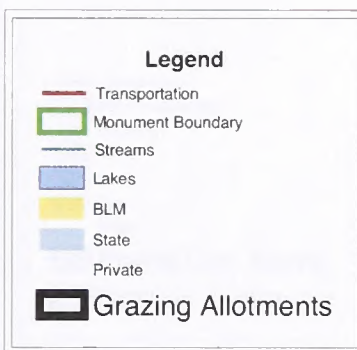 Legend
Transportation
Monument Boundary
Streams
Lakes
BLM
State
Private
Grazing Allotments